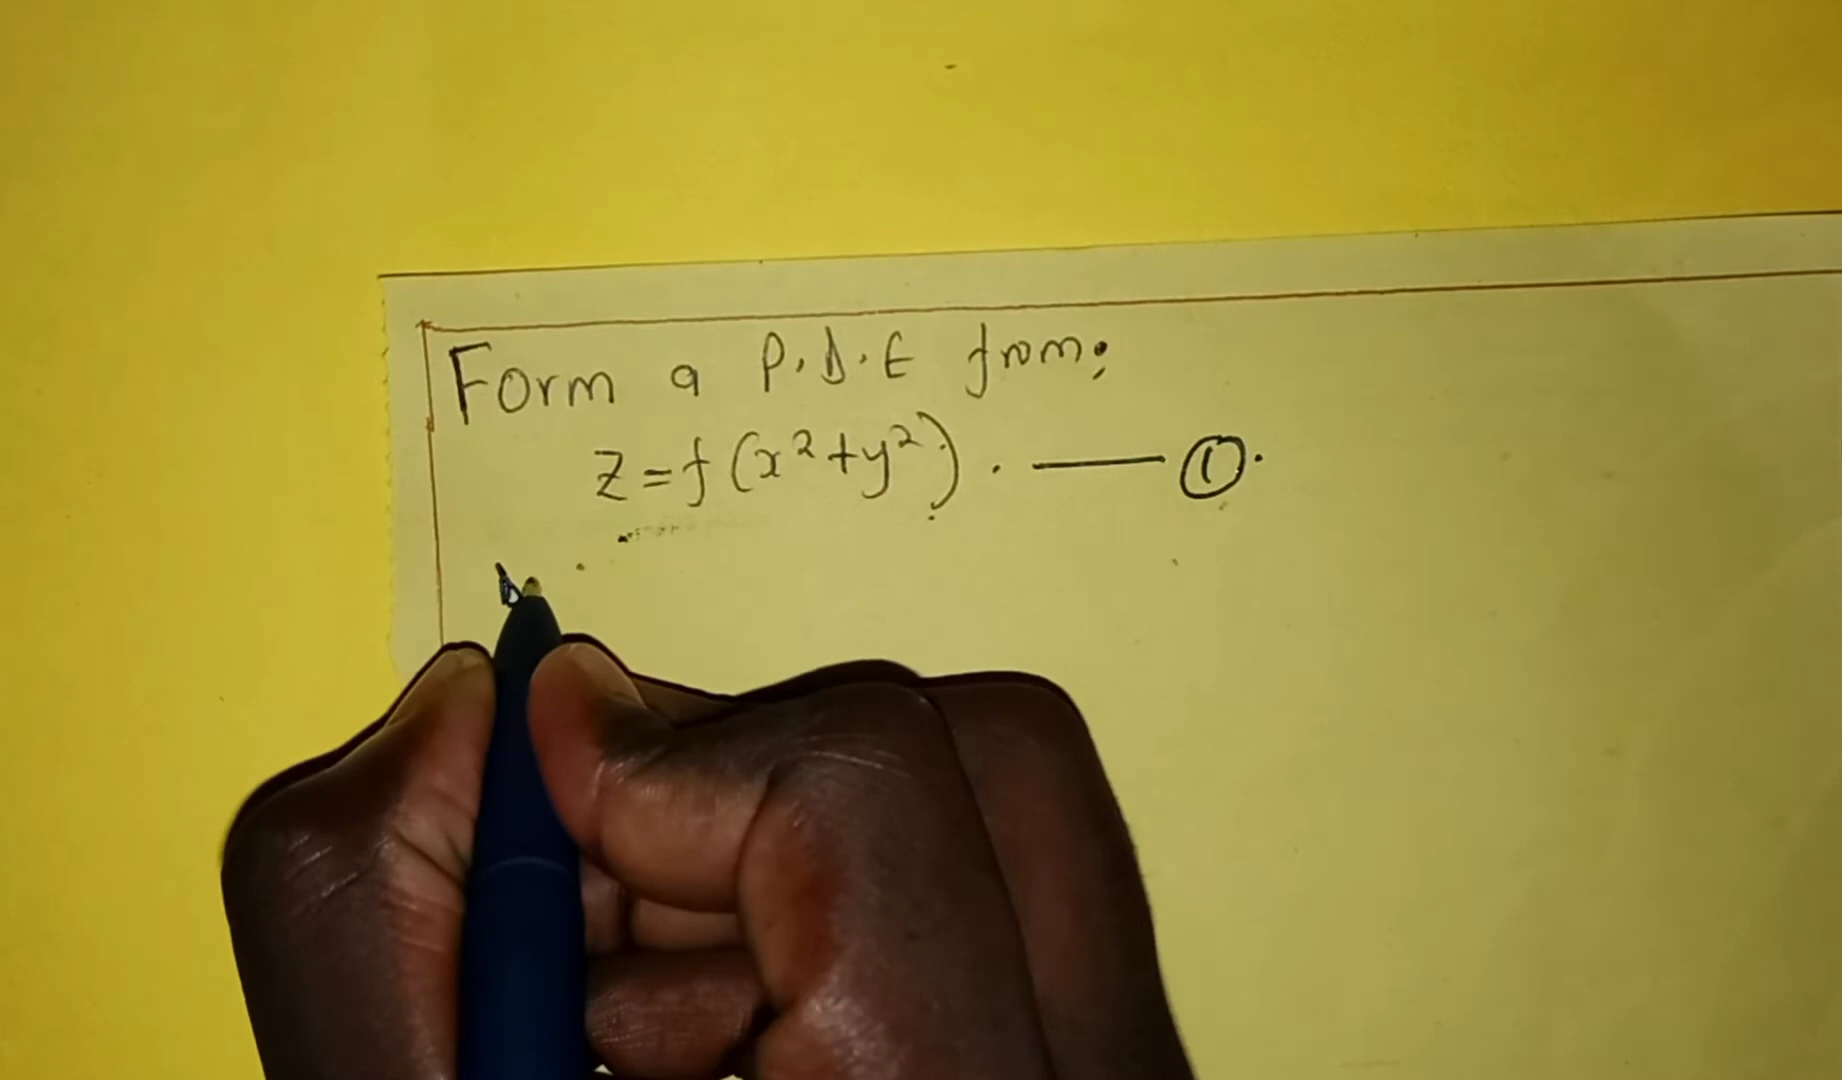 Form a P.D.E from;
z = f(x²+y²). —— ①.